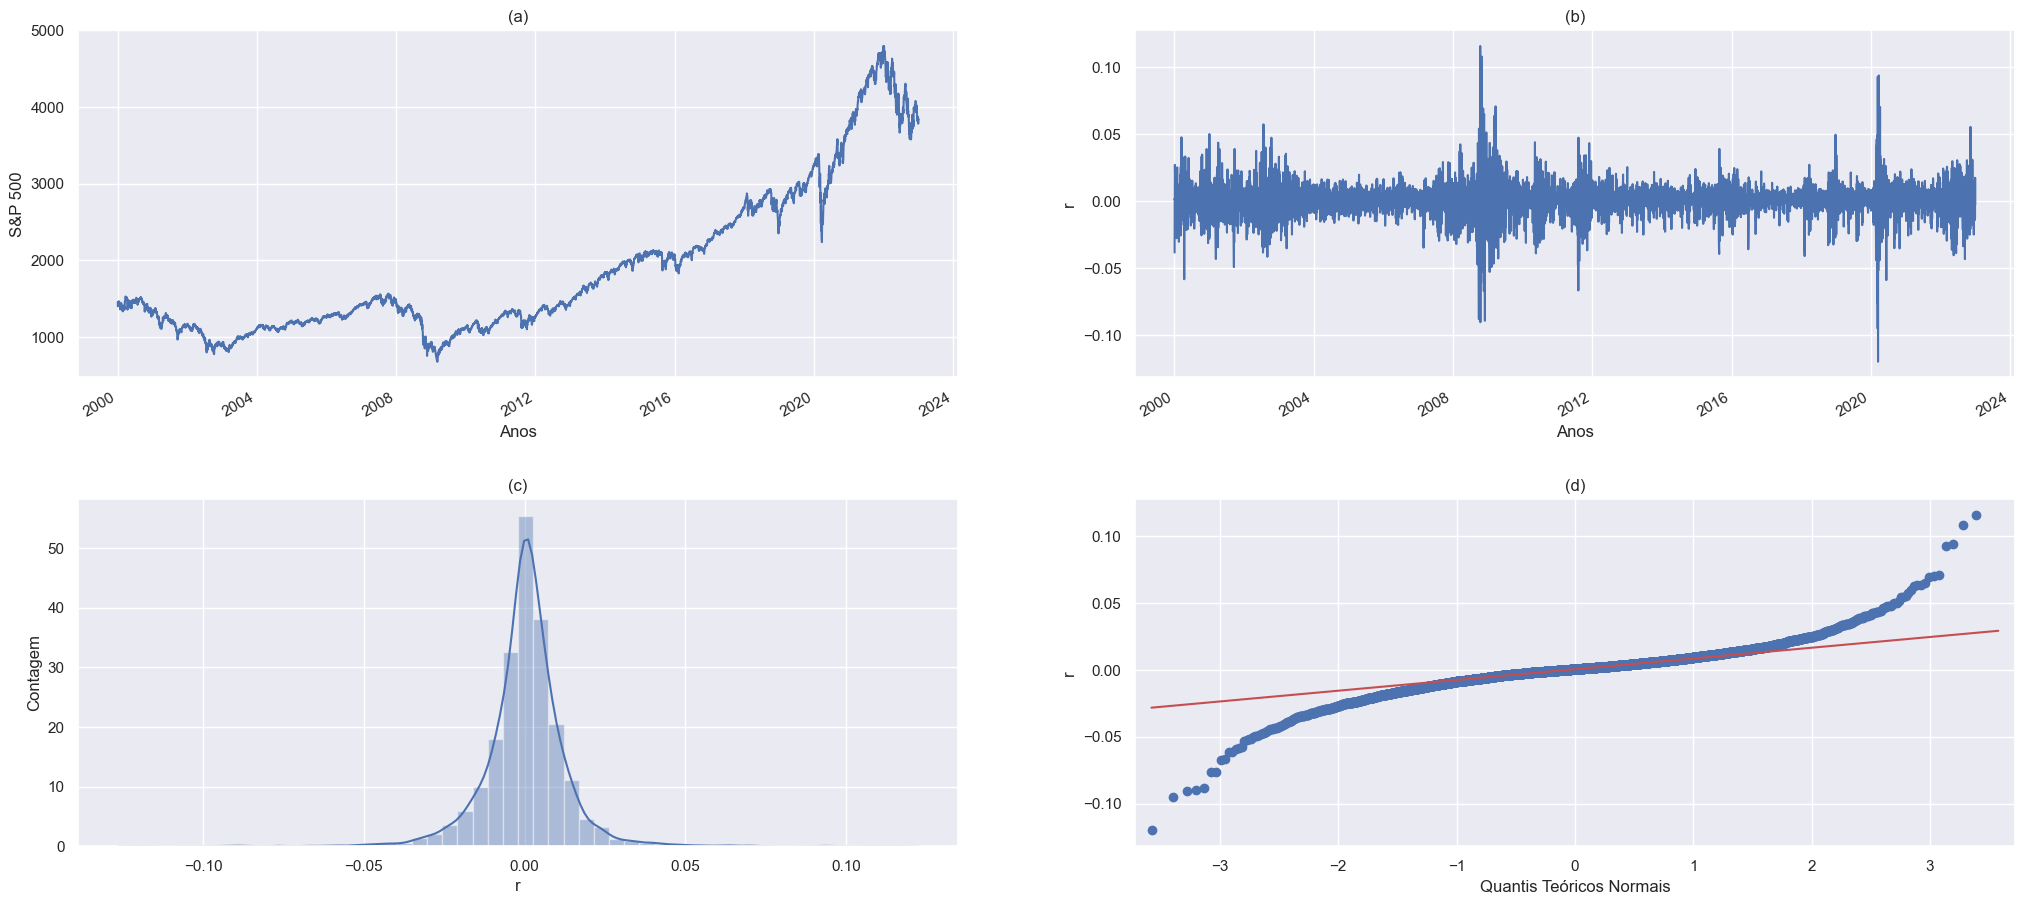 (a)
5000
4000
3000
2000
1000
S&P 500
2000 2004 2008 2012 2016 2020 2024
Anos
(b)
0.10
0.05
0.00
−0.05
−0.10
r
2000 2004 2008 2012 2016 2020 2024
Anos
(c)
50
40
30
20
10
0
Contagem
−0.10 −0.05 0.00 0.05 0.10
r
(d)
0.10
0.05
0.00
−0.05
−0.10
r
−3 −2 −1 0 1 2 3
Quantis Teóricos Normais